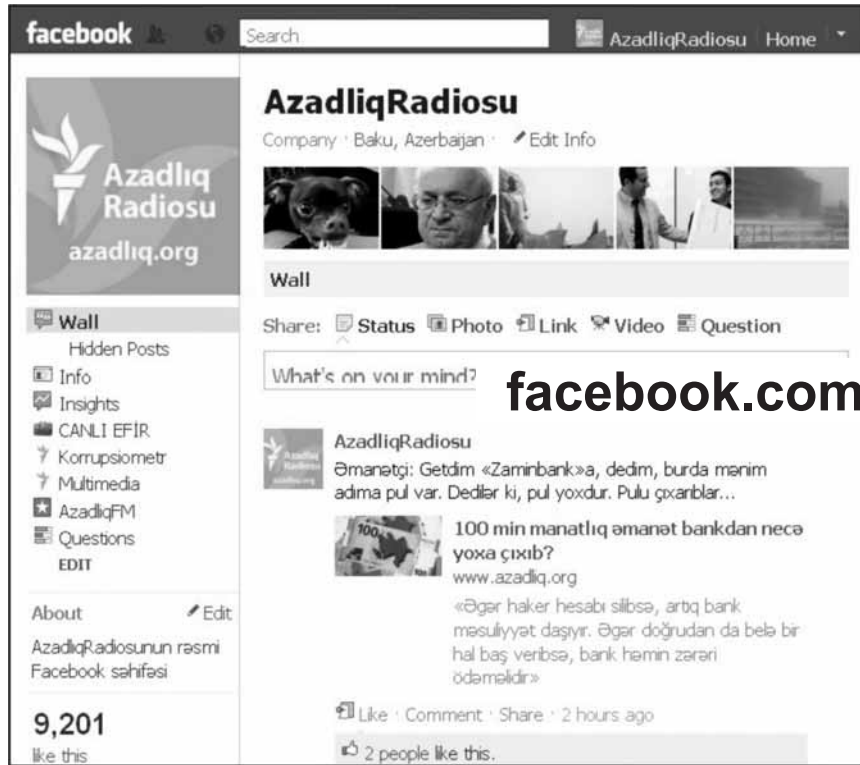 facebook
Search
AzadliqRadiosu Home
Azadlıq
Radiosu
azadlıq.org
AzadliqRadiosu
Company · Baku, Azerbaijan · Edit Info
Wall
Share: Status Photo Link Video Question
What's on your mind?
facebook.com
Wall
Hidden Posts
Info
Insights
CANLI EFİR
Korrupsiometr
Multimedia
AzadliqFM
Questions
EDIT
About Edit
AzadlıqRadiosunun rəsmi
Facebook səhifəsi
9,201
like this
AzadliqRadiosu
Əmanətçi: Getdim «Zaminbank»a, dedim, burda mənim
adıma pul var. Dedilər ki, pul yoxdur. Pulu çıxarıblar...
100
100 min manatlıq əmanət bankdan necə
yoxa çıxıb?
www.azadliq.org
«Əgər haker hesabı silibsə, artıq bank
məsuliyyət daşıyır. Əgər doğrudan da belə bir
hal baş veribsə, bank həmin zərəri
ödəməlidir»
Like · Comment · Share · 2 hours ago
2 people like this.